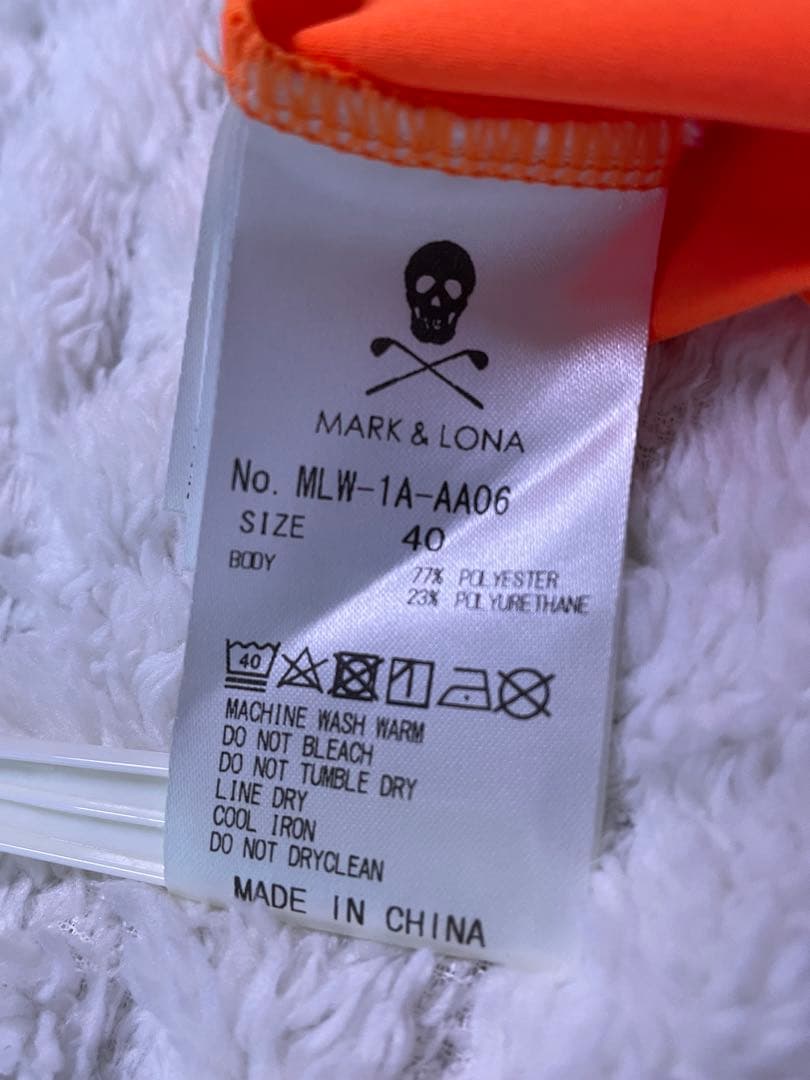 MARK & LONA
No. MLW-1A-AA06
SIZE 40
BODY 77% POLYESTER
23% POLYURETHANE
40
MACHINE WASH WARM
DO NOT BLEACH
DO NOT TUMBLE DRY
LINE DRY
COOL IRON
DO NOT DRYCLEAN
MADE IN CHINA